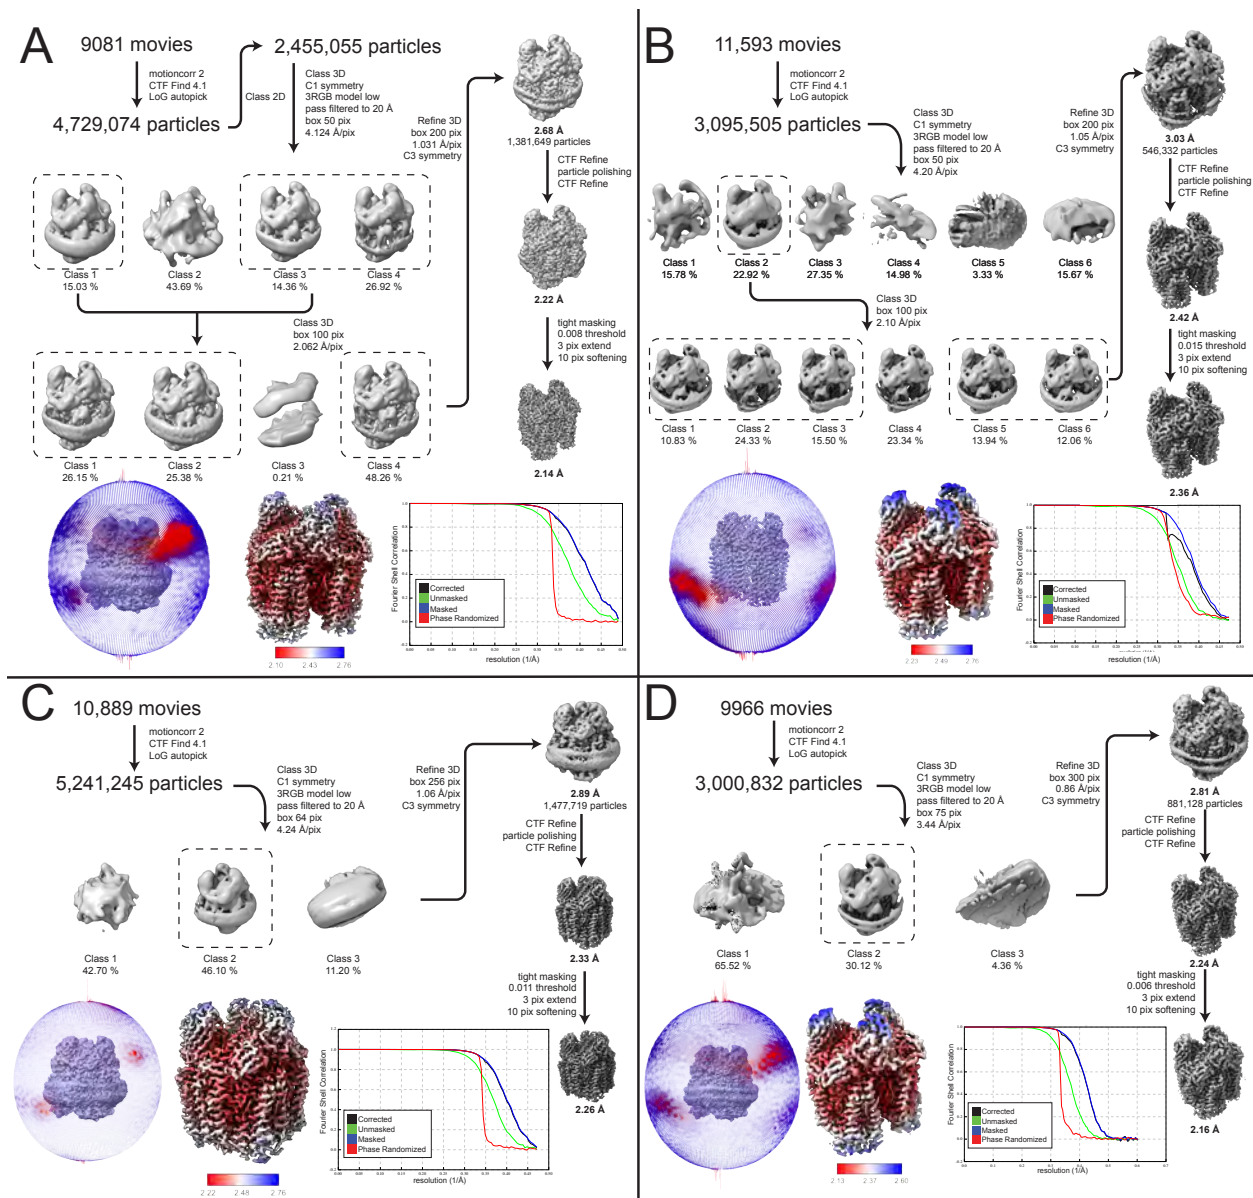 A
9081 movies
motioncorr 2
CTF Find 4.1
LoG autopick
4,729,074 particles
Class 2D
2,455,055 particles
Class 3D
C1 symmetry
3RGB model low
pass filtered to 20 Å
box 50 pix
4.124 Å/pix
Class 1
15.03 %
Class 2
43.69 %
Class 3
14.36 %
Class 4
26.92 %
Class 3D
box 100 pix
2.062 Å/pix
Class 1
26.15 %
Class 2
25.38 %
Class 3
0.21 %
Class 4
48.26 %
Refine 3D
box 200 pix
1.031 Å/pix
C3 symmetry
2.68 Å
1,381,649 particles
CTF Refine
particle polishing
CTF Refine
2.22 Å
tight masking
0.008 threshold
3 pix extend
10 pix softening
2.14 Å
2.10 2.43 2.76
Fourier Shell Correlation
Corrected
Unmasked
Masked
Phase Randomized
resolution (1/Å)
B
11,593 movies
motioncorr 2
CTF Find 4.1
LoG autopick
3,095,505 particles
Class 3D
C1 symmetry
3RGB model low
pass filtered to 20 Å
box 50 pix
4.20 Å/pix
Class 1
15.78 %
Class 2
22.92 %
Class 3
27.35 %
Class 4
14.98 %
Class 5
3.33 %
Class 6
15.67 %
Class 3D
box 100 pix
2.10 Å/pix
Class 1
10.83 %
Class 2
24.33 %
Class 3
15.50 %
Class 4
23.34 %
Class 5
13.94 %
Class 6
12.06 %
Refine 3D
box 200 pix
1.05 Å/pix
C3 symmetry
3.03 Å
546,332 particles
CTF Refine
particle polishing
CTF Refine
2.42 Å
tight masking
0.015 threshold
3 pix extend
10 pix softening
2.36 Å
2.23 2.49 2.76
Fourier Shell Correlation
Corrected
Unmasked
Masked
Phase Randomized
C
10,889 movies
motioncorr 2
CTF Find 4.1
LoG autopick
5,241,245 particles
Class 3D
C1 symmetry
3RGB model low
pass filtered to 20 Å
box 64 pix
4.24 Å/pix
Class 1
42.70 %
Class 2
46.10 %
Class 3
11.20 %
Refine 3D
box 256 pix
1.06 Å/pix
C3 symmetry
2.89 Å
1,477,719 particles
CTF Refine
particle polishing
CTF Refine
2.33 Å
tight masking
0.011 threshold
3 pix extend
10 pix softening
2.26 Å
2.22 2.48 2.76
Fourier Shell Correlation
Corrected
Unmasked
Masked
Phase Randomized
resolution (1/Å)
D
9966 movies
motioncorr 2
CTF Find 4.1
LoG autopick
3,000,832 particles
Class 3D
C1 symmetry
3RGB model low
pass filtered to 20 Å
box 75 pix
3.44 Å/pix
Class 1
65.52 %
Class 2
30.12 %
Class 3
4.36 %
Refine 3D
box 300 pix
0.86 Å/pix
C3 symmetry
2.81 Å
881,128 particles
CTF Refine
particle polishing
CTF Refine
2.24 Å
tight masking
0.006 threshold
3 pix extend
10 pix softening
2.16 Å
2.13 2.37 2.60
Fourier Shell Correlation
Corrected
Unmasked
Masked
Phase Randomized
resolution (1/Å)